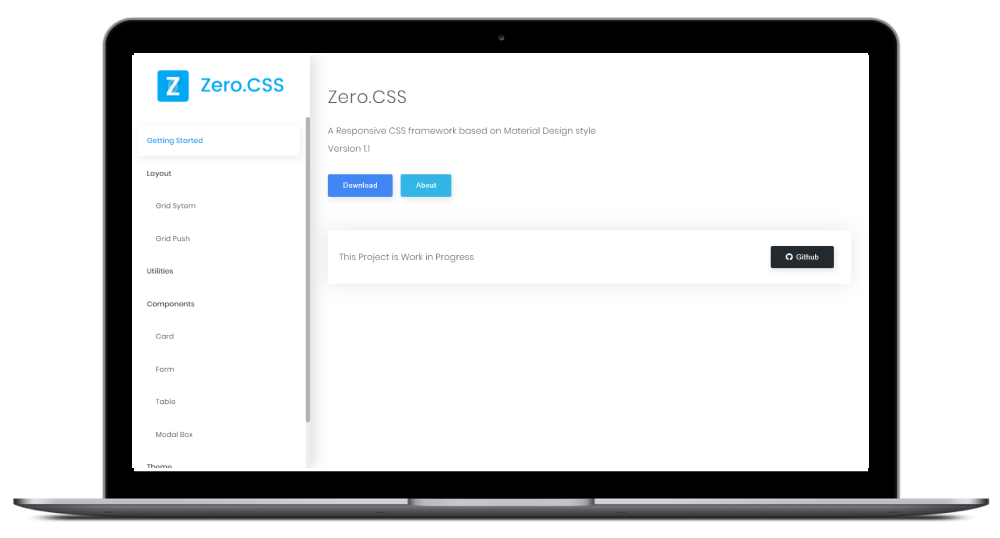 Z Zero.CSS
Getting Started
Layout
Grid Sytem
Grid Push
Utilities
Components
Card
Form
Table
Modal Box
Theme
Zero.CSS
A Responsive CSS framework based on Material Design style
Version 1.1
Download About
This Project is Work in Progress
Github